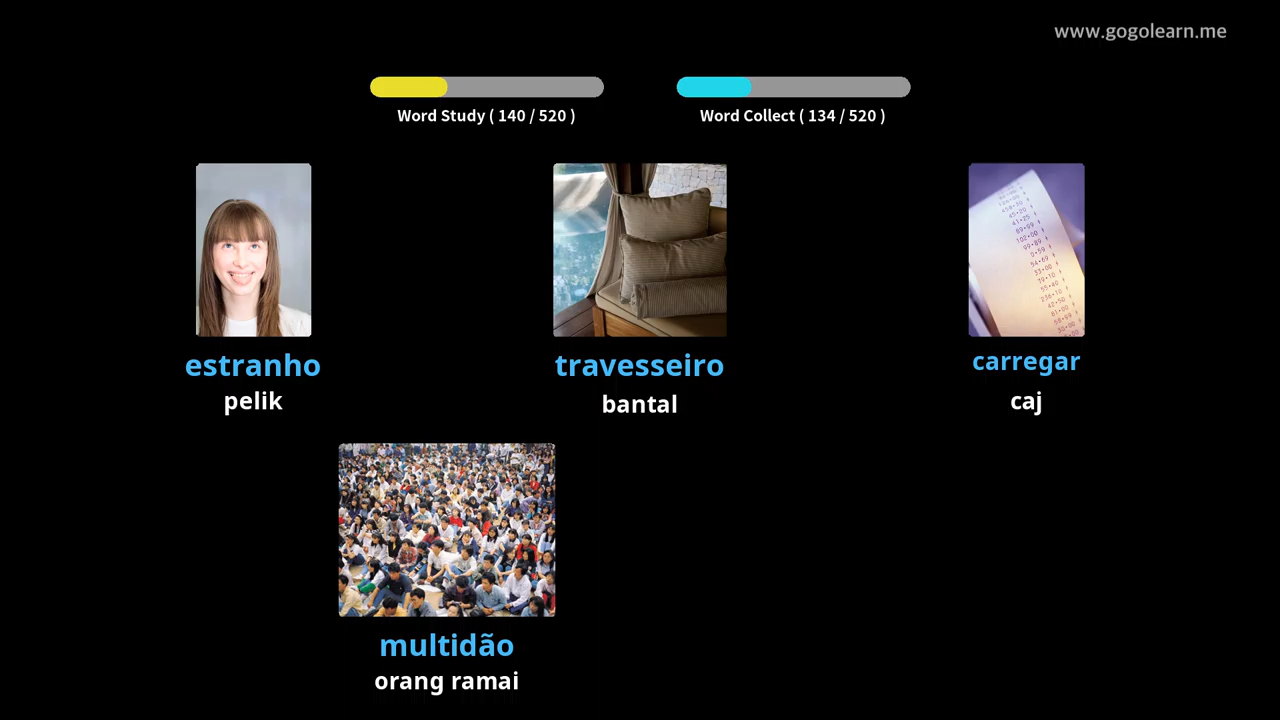 www.gogolearn.me
Word Study ( 140 / 520 )
Word Collect ( 134 / 520 )
estranho
pelik
travesseiro
bantal
carregar
caj
multidão
orang ramai